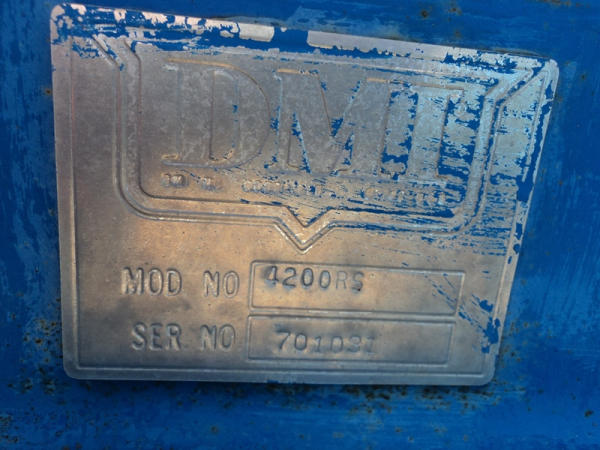 DMI
MOD NO 4200RS
SER NO 701031